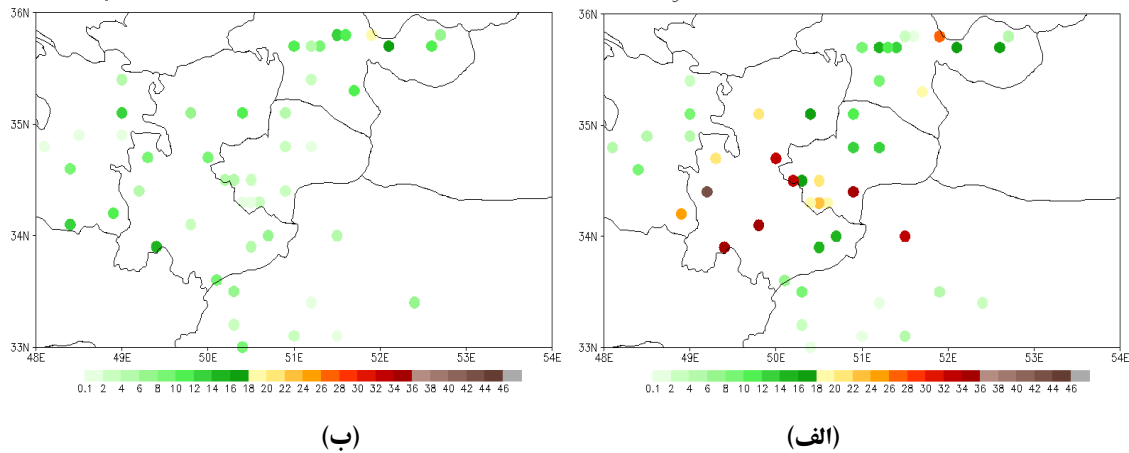 36N 36N
35N 35N
34N 34N
33N 33N
48E 49E 50E 51E 52E 53E 54E 48E 49E 50E 51E 52E 53E 54E
0.1 2 4 6 8 10 12 14 16 18 20 22 24 26 28 30 32 34 36 38 40 42 44 46 0.1 2 4 6 8 10 12 14 16 18 20 22 24 26 28 30 32 34 36 38 40 42 44 46
(الف) (ب)